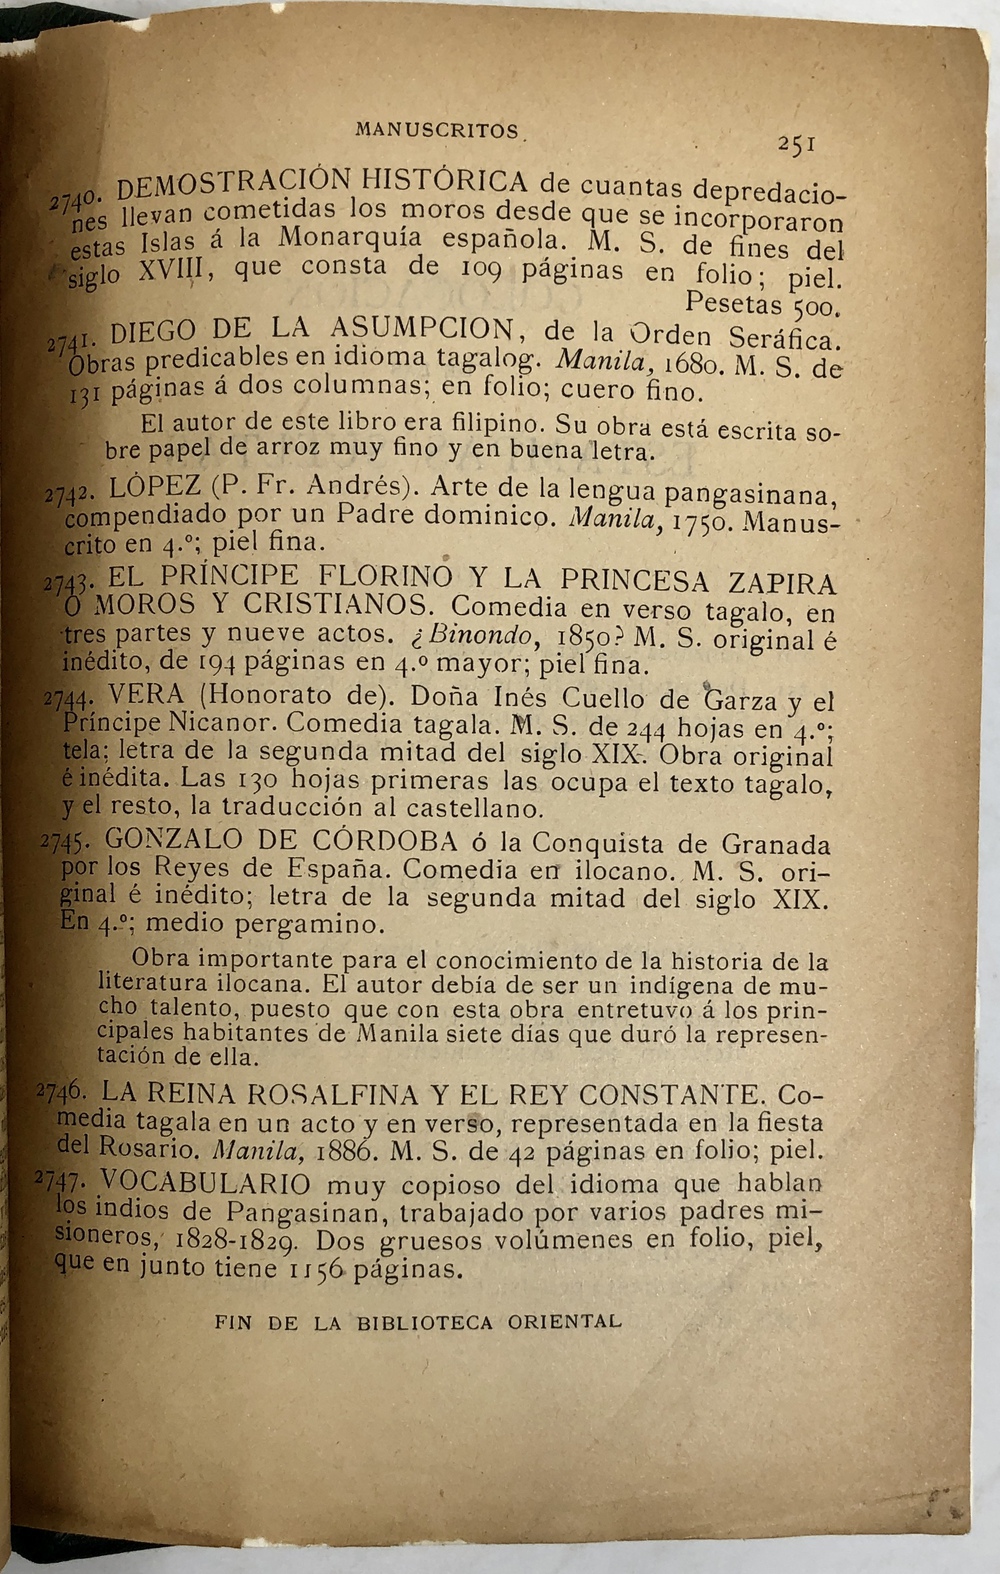 MANUSCRITOS
251
2740. DEMOSTRACIÓN HISTÓRICA de cuantas depredacio-
nes llevan cometidas los moros desde que se incorporaron
estas Islas á la Monarquía española. M. S. de fines del
siglo XVIII, que consta de 109 páginas en folio; piel.
Pesetas 500.
2741. DIEGO DE LA ASUMPCION, de la Orden Seráfica.
Obras predicables en idioma tagalog. Manila, 1680. M. S. de
131 páginas á dos columnas; en folio; cuero fino.
El autor de este libro era filipino. Su obra está escrita so-
bre papel de arroz muy fino y en buena letra.
2742. LÓPEZ (P. Fr. Andrés). Arte de la lengua pangasinana,
compendiado por un Padre dominico. Manila, 1750. Manus-
crito en 4.º; piel fina.
2743. EL PRÍNCIPE FLORINO Y LA PRINCESA ZAPIRA
Ó MOROS Y CRISTIANOS. Comedia en verso tagalo, en
tres partes y nueve actos. ¿Binondo, 1850? M. S. original é
inédito, de 194 páginas en 4.º mayor; piel fina.
2744. VERA (Honorato de). Doña Inés Cuello de Garza y el
Príncipe Nicanor. Comedia tagala. M. S. de 244 hojas en 4.º;
tela; letra de la segunda mitad del siglo XIX. Obra original
é inédita. Las 130 hojas primeras las ocupa el texto tagalo,
y el resto, la traducción al castellano.
2745. GONZALO DE CÓRDOBA ó la Conquista de Granada
por los Reyes de España. Comedia en ilocano. M. S. ori-
ginal é inédito; letra de la segunda mitad del siglo XIX.
En 4.º; medio pergamino.
Obra importante para el conocimiento de la historia de la
literatura ilocana. El autor debía de ser un indígena de mu-
cho talento, puesto que con esta obra entretuvo á los prin-
cipales habitantes de Manila siete días que duró la represen-
tación de ella.
2746. LA REINA ROSALFINA Y EL REY CONSTANTE. Co-
media tagala en un acto y en verso, representada en la fiesta
del Rosario. Manila, 1886. M. S. de 42 páginas en folio; piel.
2747. VOCABULARIO muy copioso del idioma que hablan
los indios de Pangasinan, trabajado por varios padres mi-
sioneros, 1828-1829. Dos gruesos volúmenes en folio, piel,
que en junto tiene 1156 páginas.
FIN DE LA BIBLIOTECA ORIENTAL